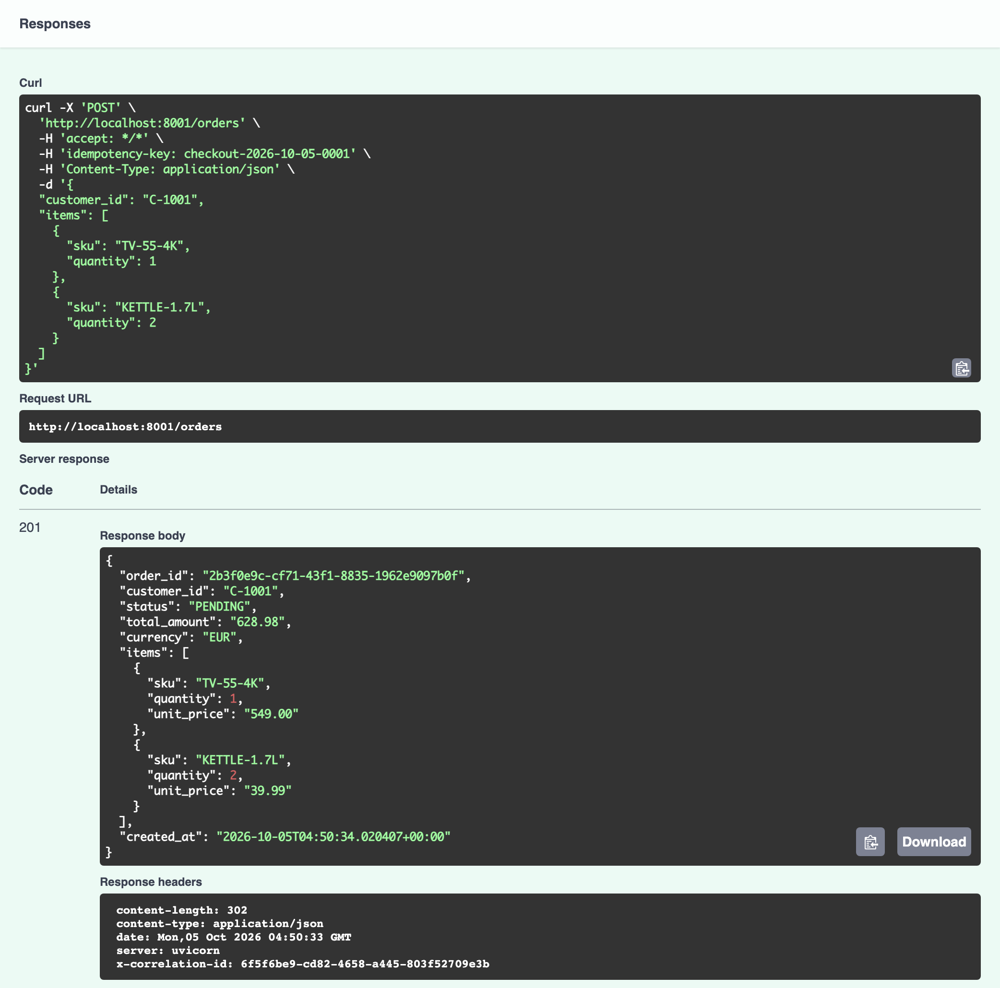 Responses
Curl
curl -X 'POST' \
  'http://localhost:8001/orders' \
  -H 'accept: */*' \
  -H 'idempotency-key: checkout-2026-10-05-0001' \
  -H 'Content-Type: application/json' \
  -d '{
  "customer_id": "C-1001",
  "items": [
    {
      "sku": "TV-55-4K",
      "quantity": 1
    },
    {
      "sku": "KETTLE-1.7L",
      "quantity": 2
    }
  ]
}'
Request URL
http://localhost:8001/orders
Server response
Code Details
201
Response body
{
  "order_id": "2b3f0e9c-cf71-43f1-8835-1962e9097b0f",
  "customer_id": "C-1001",
  "status": "PENDING",
  "total_amount": "628.98",
  "currency": "EUR",
  "items": [
    {
      "sku": "TV-55-4K",
      "quantity": 1,
      "unit_price": "549.00"
    },
    {
      "sku": "KETTLE-1.7L",
      "quantity": 2,
      "unit_price": "39.99"
    }
  ],
  "created_at": "2026-10-05T04:50:34.020407+00:00"
}
Download
Response headers
content-length: 302
content-type: application/json
date: Mon,05 Oct 2026 04:50:33 GMT
server: uvicorn
x-correlation-id: 6f5f6be9-cd82-4658-a445-803f52709e3b